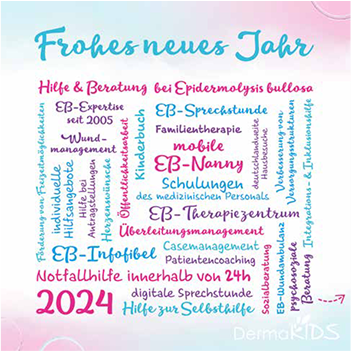 Frohes neues Jahr
Hilfe & Beratung bei Epidermolysis bullosa
EB-Expertise
seit 2005
Wund-
management
Förderung von Freizeitmöglichkeiten
individuelle
Hilfsangebote
Hilfe bei
Antragstellungen
Herzenswünsche
Öffentlichkeitsarbeit
Kinderbuch
EB-Sprechstunde
Familientherapie
mobile
EB-Nanny
Schulungen
des medizinischen Personals
deutschlandweite
Hausbesuche
Verbesserung von
Versorgungsstrukturen
Integrations- & Inklusionshilfe
EB-Therapiezentrum
Überleitungsmanagement
EB-Infofibel
Casemanagement
Patientencoaching
Notfallhilfe innerhalb von 24h
2024
digitale Sprechstunde
Hilfe zur Selbsthilfe
Sozialberatung
EB-Wundambulanz
psychosoziale
Beratung
DermaKIDS